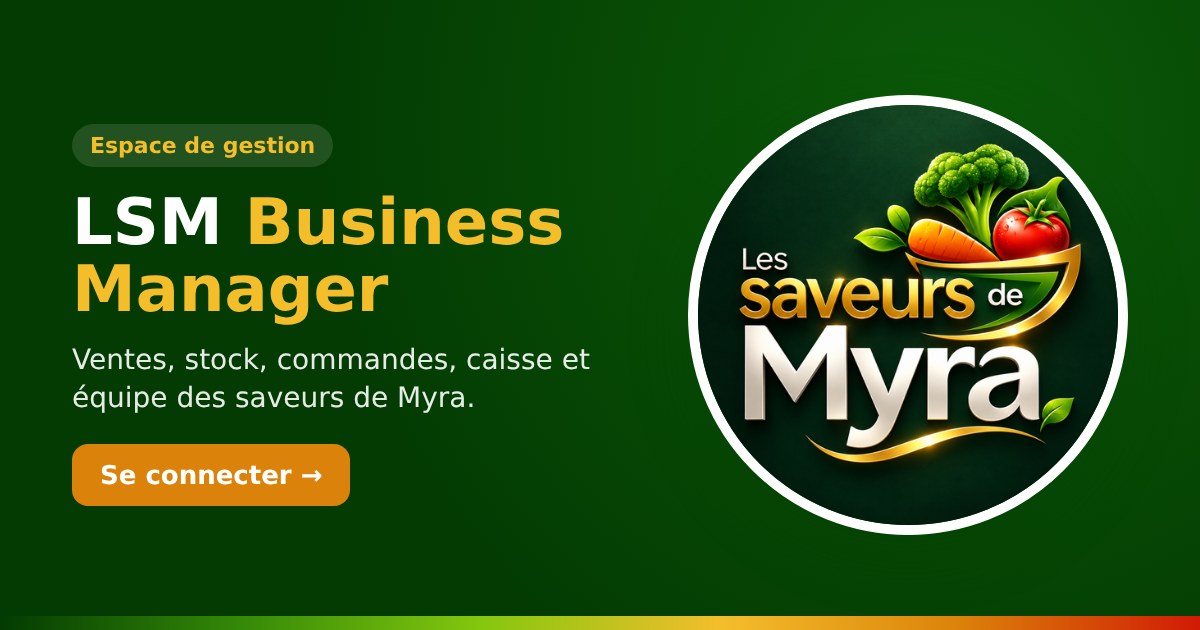 Espace de gestion
LSM Business
Manager
Ventes, stock, commandes, caisse et
équipe des saveurs de Myra.
Se connecter →
Les
saveurs de
Myra